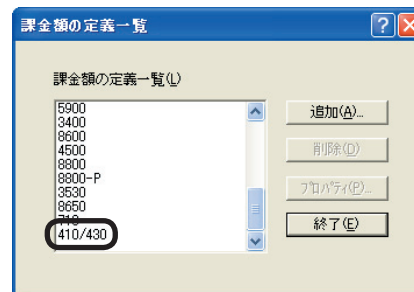 課金額の定義一覧
課金額の定義一覧(L)
5900
3400
8600
4500
8800
8800-P
3530
8650
710
410/430
追加(A)...
削除(D)
プロパティ(P)...
終了(E)